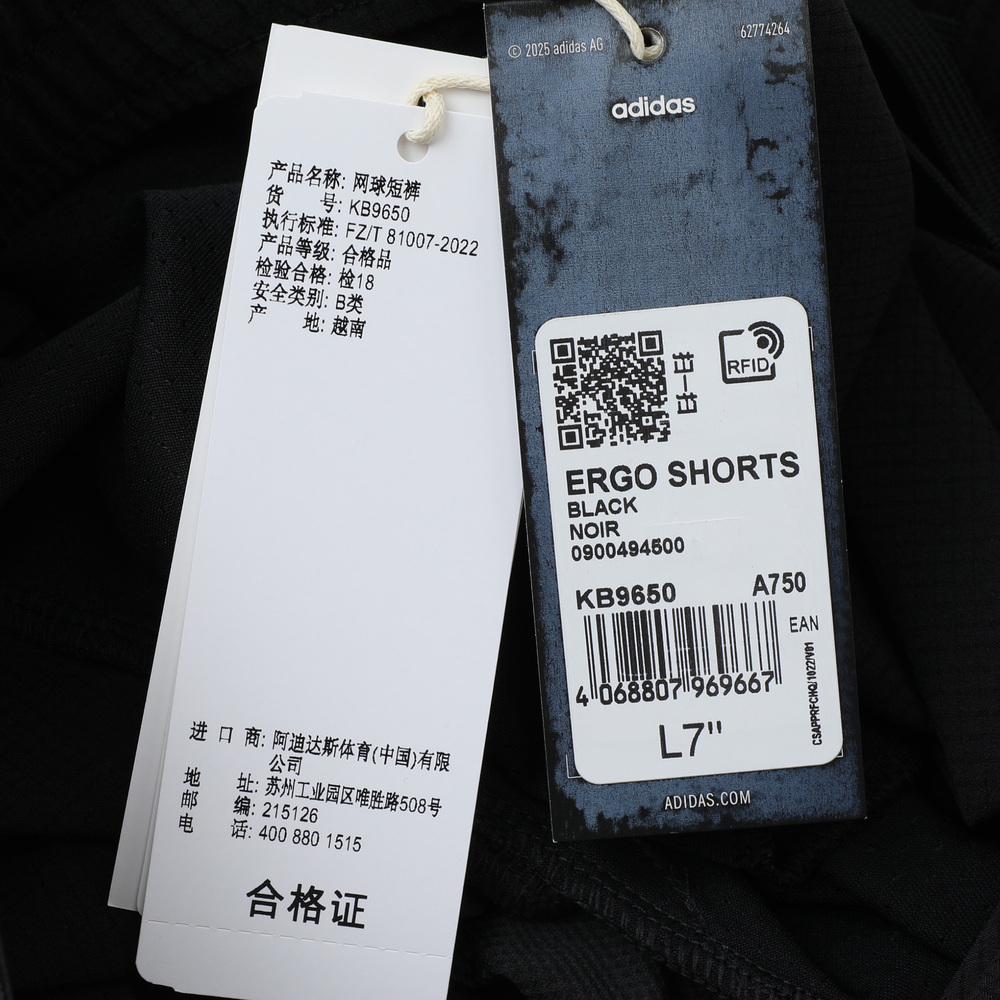 产品名称: 网球短裤
货 号: KB9650
执行标准: FZ/T 81007-2022
产品等级: 合格品
检验合格: 检18
安全类别: B类
产 地: 越南
进 口 商: 阿迪达斯体育(中国)有限
公司
地 址: 苏州工业园区唯胜路508号
邮 编: 215126
电 话: 400 880 1515
合格证
© 2025 adidas AG
62774264
adidas
RFID
ERGO SHORTS
BLACK
NOIR
0900494500
KB9650 A750
EAN
4 068807 969667
CSAPPRFCHQ/1022/V01
L7"
ADIDAS.COM